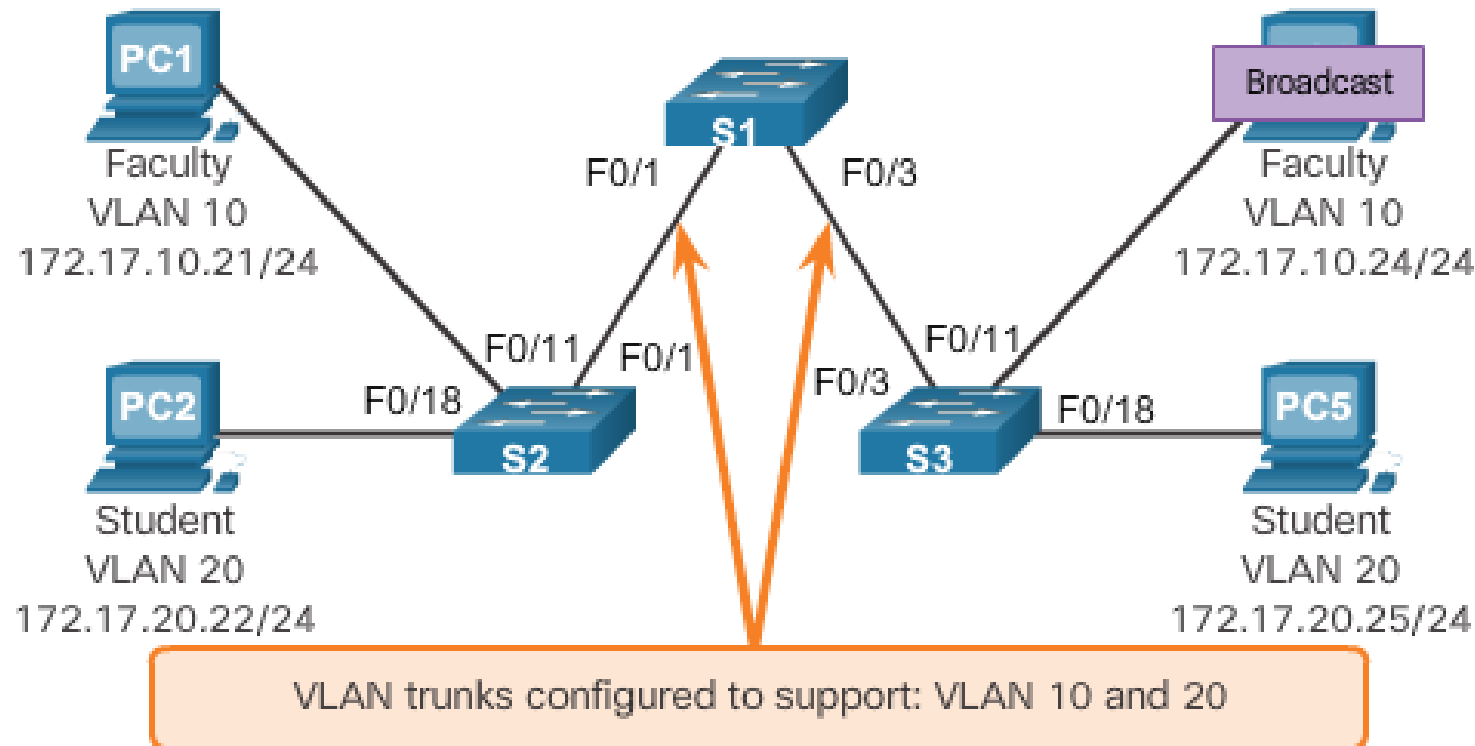 PC1
Faculty
VLAN 10
172.17.10.21/24
PC2
Student
VLAN 20
172.17.20.22/24
S1
F0/1
F0/3
F0/11
F0/1
F0/18
S2
F0/3
F0/11
F0/18
S3
Broadcast
Faculty
VLAN 10
172.17.10.24/24
PC5
Student
VLAN 20
172.17.20.25/24
VLAN trunks configured to support: VLAN 10 and 20